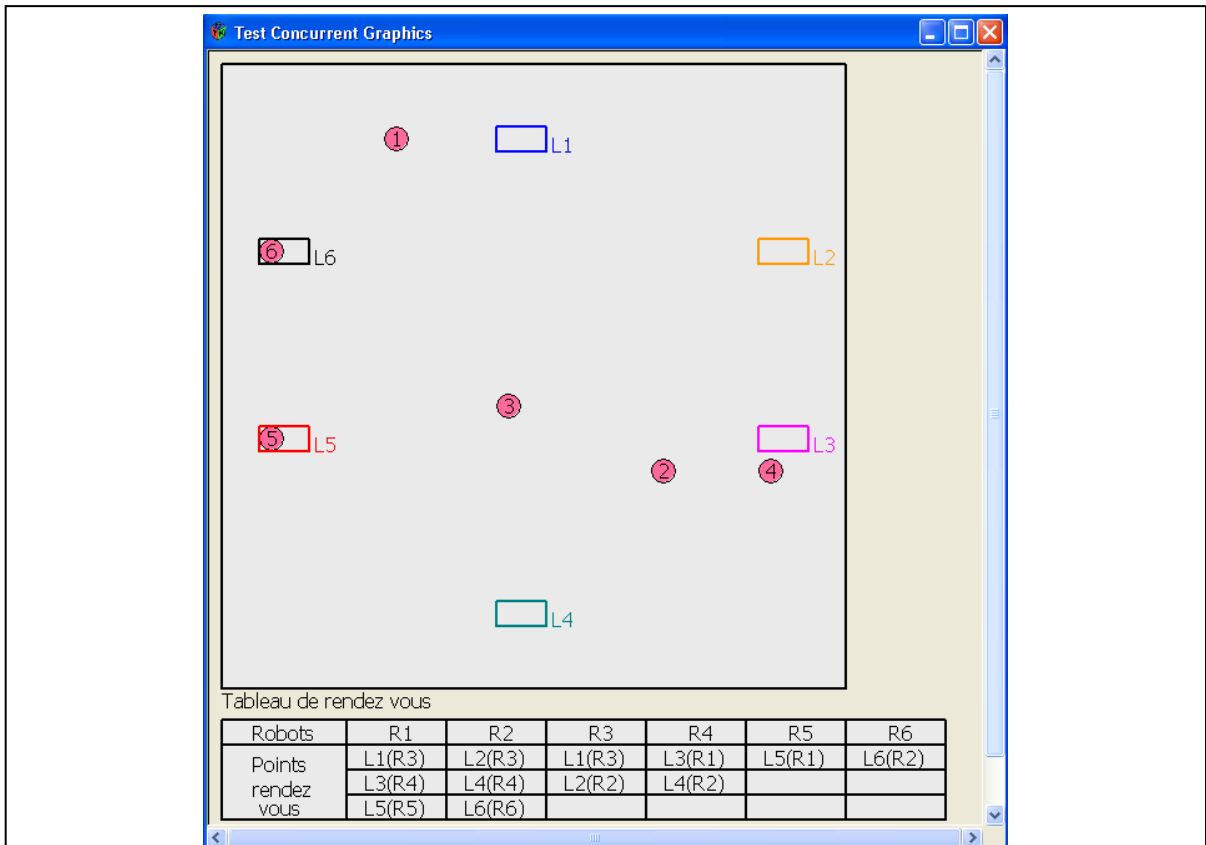 Test Concurrent Graphics
1
L1
6
L6
L2
3
5
L5
L3
2
4
L4
Tableau de rendez vous
Robots R1 R2 R3 R4 R5 R6
Points rendez vous
L1(R3) L2(R3) L1(R3) L3(R1) L5(R1) L6(R2)
L3(R4) L4(R4) L2(R2) L4(R2)
L5(R5) L6(R6)